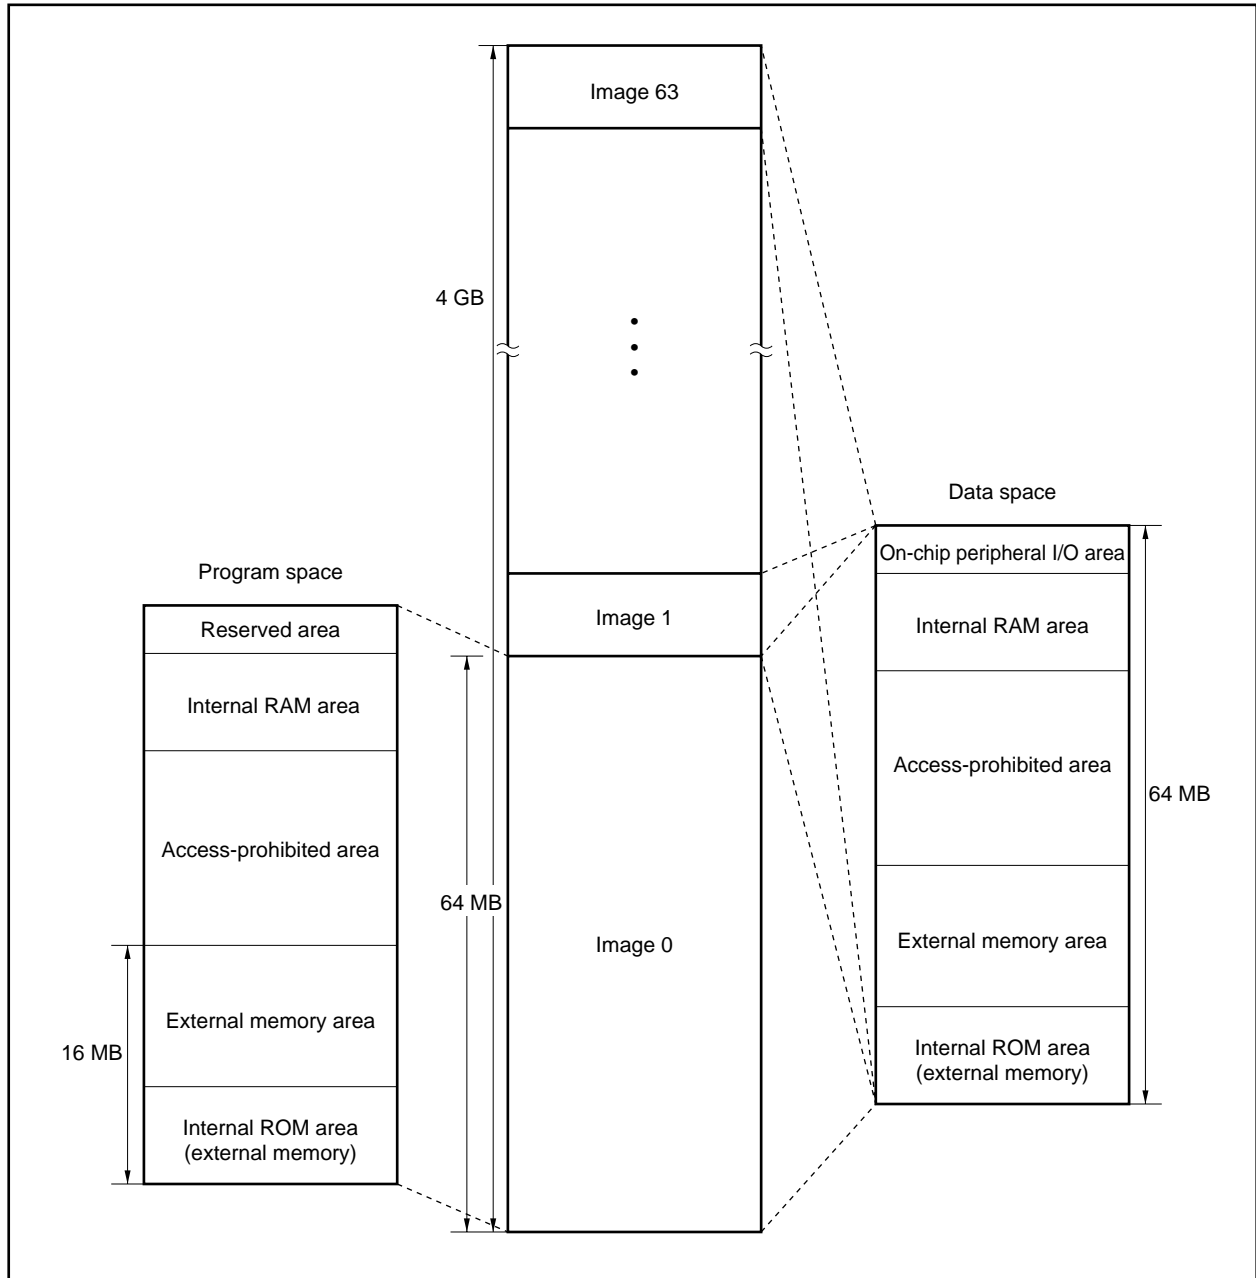 Image 63
4 GB
Data space
On-chip peripheral I/O area
Program space
Reserved area
Image 1
Internal RAM area
Internal RAM area
Access-prohibited area
64 MB
Access-prohibited area
64 MB
Image 0
External memory area
External memory area
16 MB
Internal ROM area
(external memory)
Internal ROM area
(external memory)